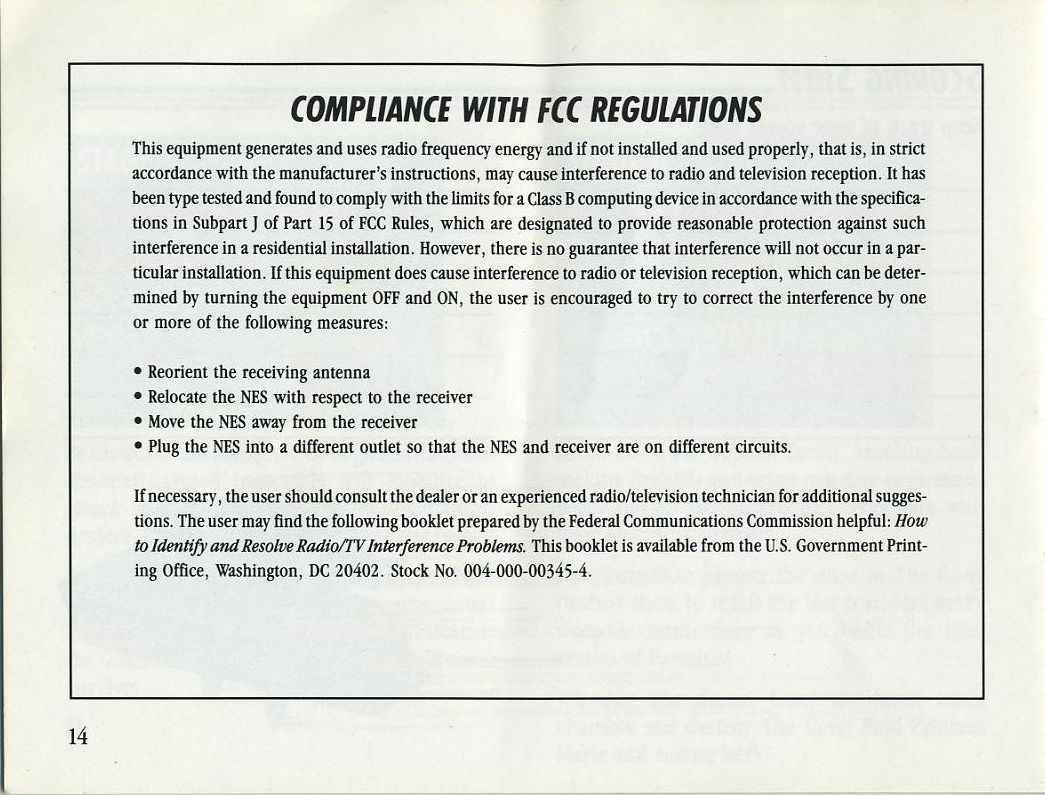 COMPLIANCE WITH FCC REGULATIONS
This equipment generates and uses radio frequency energy and if not installed and used properly, that is, in strict
accordance with the manufacturer's instructions, may cause interference to radio and television reception. It has
been type tested and found to comply with the limits for a Class B computing device in accordance with the specifica-
tions in Subpart J of Part 15 of FCC Rules, which are designated to provide reasonable protection against such
interference in a residential installation. However, there is no guarantee that interference will not occur in a par-
ticular installation. If this equipment does cause interference to radio or television reception, which can be deter-
mined by turning the equipment OFF and ON, the user is encouraged to try to correct the interference by one
or more of the following measures:
• Reorient the receiving antenna
• Relocate the NES with respect to the receiver
• Move the NES away from the receiver
• Plug the NES into a different outlet so that the NES and receiver are on different circuits.
If necessary, the user should consult the dealer or an experienced radio/television technician for additional sugges-
tions. The user may find the following booklet prepared by the Federal Communications Commission helpful: How
to Identify and Resolve Radio/TV Interference Problems. This booklet is available from the U.S. Government Print-
ing Office, Washington, DC 20402. Stock No. 004-000-00345-4.
14